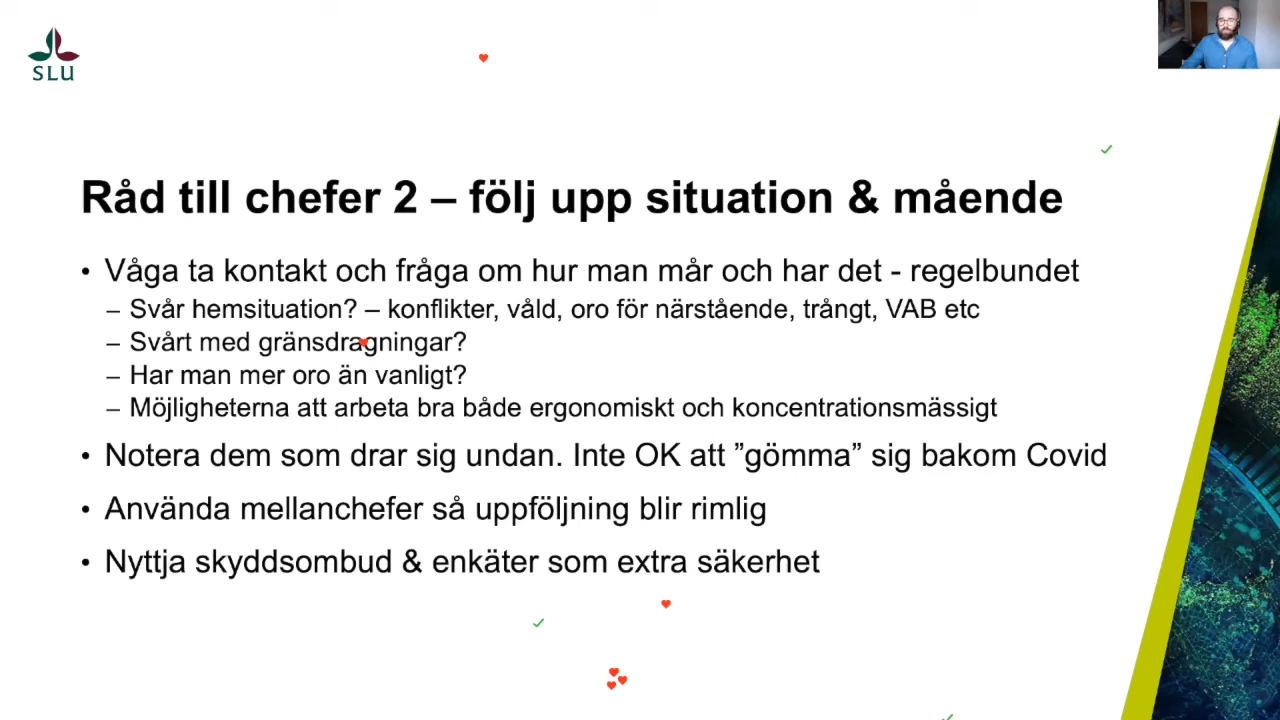 SLU
Råd till chefer 2 – följ upp situation & mående
• Våga ta kontakt och fråga om hur man mår och har det - regelbundet
– Svår hemsituation? – konflikter, våld, oro för närstående, trångt, VAB etc
– Svårt med gränsdragningar?
– Har man mer oro än vanligt?
– Möjligheterna att arbeta bra både ergonomiskt och koncentrationsmässigt
• Notera dem som drar sig undan. Inte OK att ”gömma” sig bakom Covid
• Använda mellanchefer så uppföljning blir rimlig
• Nyttja skyddsombud & enkäter som extra säkerhet